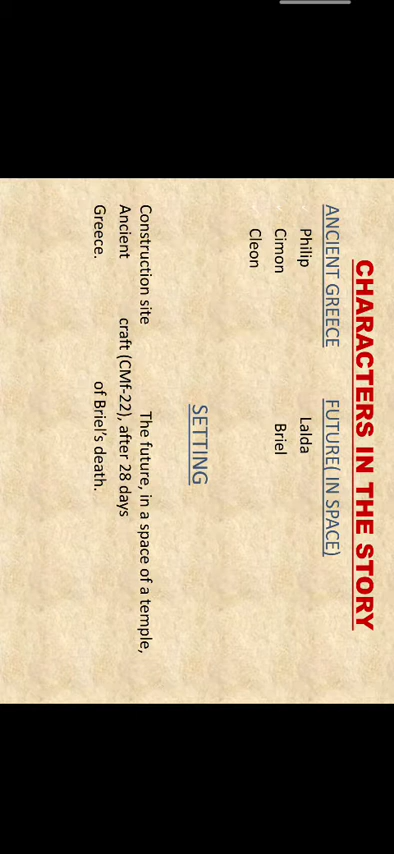 CHARACTERS IN THE STORY
ANCIENT GREECE FUTURE( IN SPACE)
Philip Lalda
Cimon Briel
Cleon
SETTING
Construction site The future, in a space of a temple,
Ancient craft (CMf-22), after 28 days
Greece. of Briel's death.